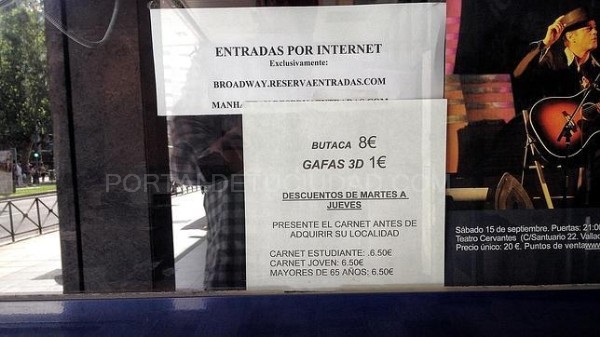 ENTRADAS POR INTERNET
Exclusivamente:
BROADWAY.RESERVAENTRADAS.COM
BUTACA 8€
GAFAS 3D 1€
DESCUENTOS DE MARTES A
JUEVES
PRESENTE EL CARNET ANTES DE
ADQUIRIR SU LOCALIDAD
CARNET ESTUDIANTE: .6.50€
CARNET JOVEN: 6.50€
MAYORES DE 65 AÑOS: 6.50€
Sábado 15 de septiembre. Puertas: 21:00
Teatro Cervantes (C/Santuario 22. Vallad
Precio único: 20 €. Puntos de venta www
PORTALDETUCIUDAD.COM